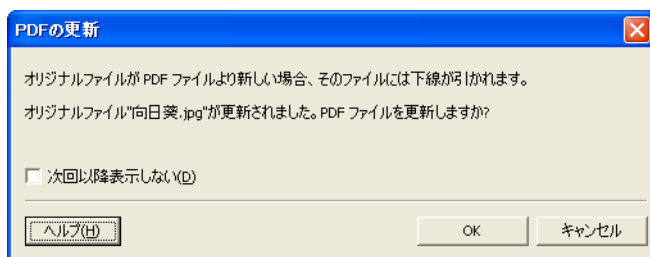 PDFの更新
オリジナルファイルが PDF ファイルより新しい場合、そのファイルには下線が引かれます。
オリジナルファイル"向日葵.jpg"が更新されました。PDF ファイルを更新しますか?
次回以降表示しない(D)
ヘルプ(H)
OK
キャンセル